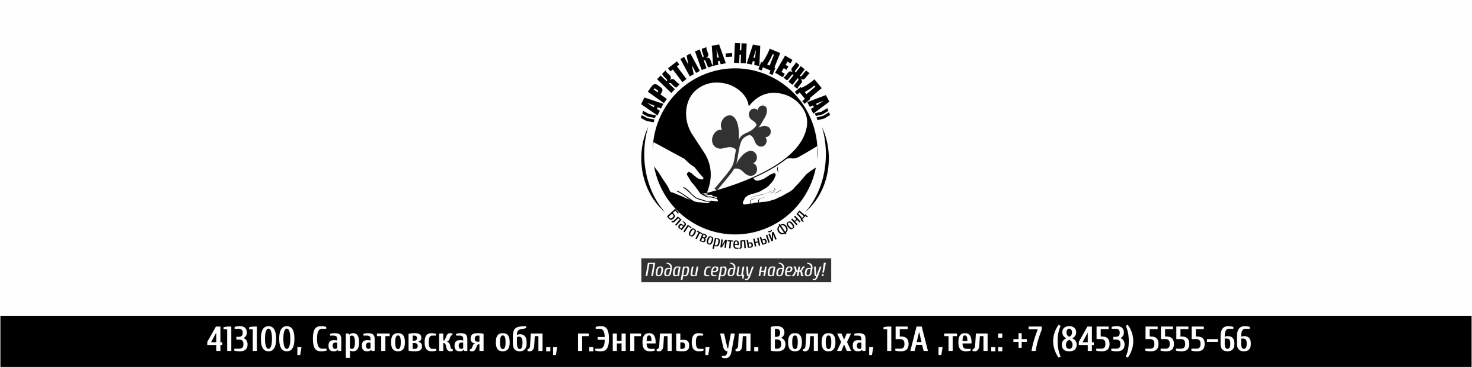 «АРКТИКА-НАДЕЖДА»
Благотворительный Фонд
Подари сердцу надежду!
413100, Саратовская обл.,  г.Энгельс, ул. Волоха, 15А ,тел.: +7 (8453) 5555-66